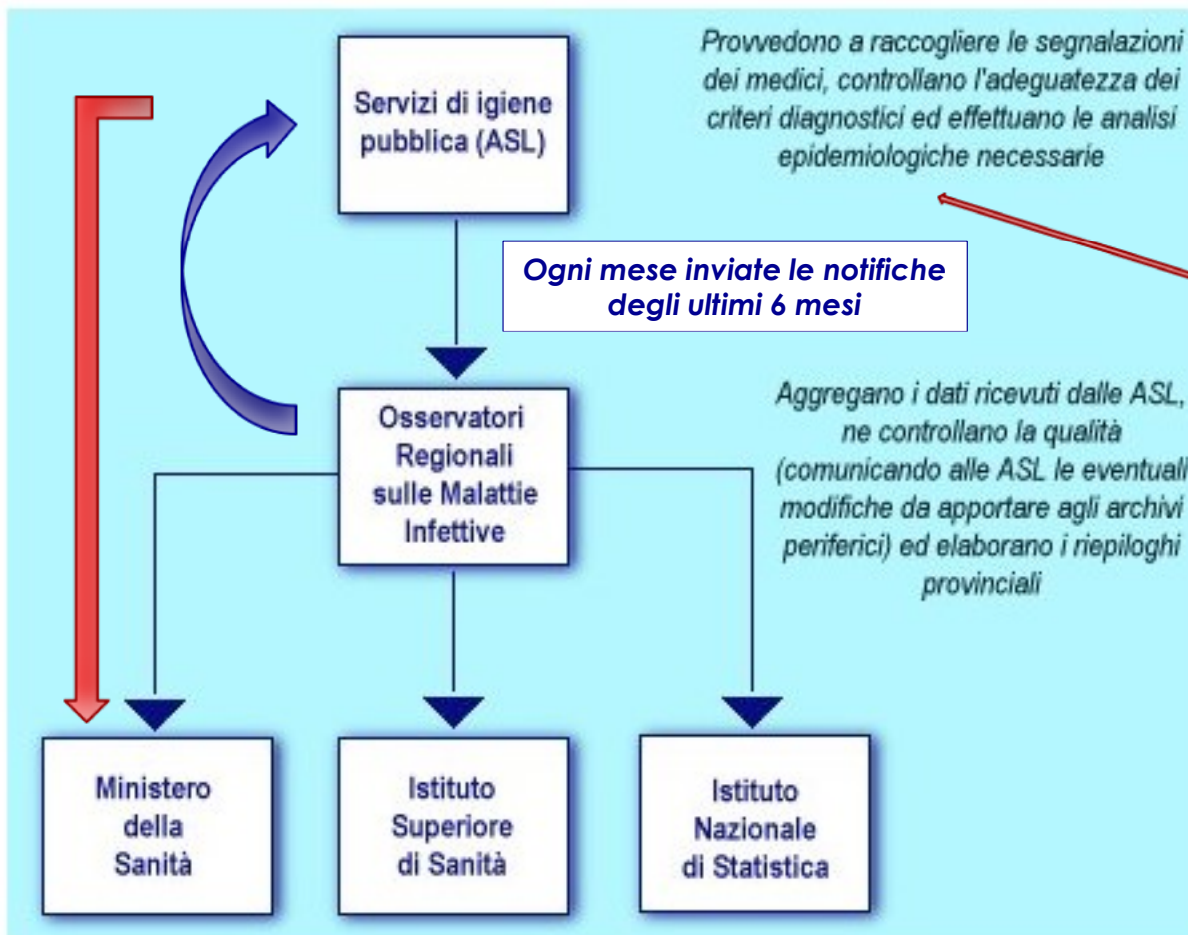 Servizi di igiene
pubblica (ASL)
Provvedono a raccogliere le segnalazioni
dei medici, controllano l'adeguatezza dei
criteri diagnostici ed effettuano le analisi
epidemiologiche necessarie
Ogni mese inviate le notifiche
degli ultimi 6 mesi
Osservatori
Regionali
sulle Malattie
Infettive
Aggregano i dati ricevuti dalle ASL,
ne controllano la qualità
(comunicando alle ASL le eventuali
modifiche da apportare agli archivi
periferici) ed elaborano i riepiloghi
provinciali
Ministero
della
Sanità
Istituto
Superiore
di Sanità
Istituto
Nazionale
di Statistica